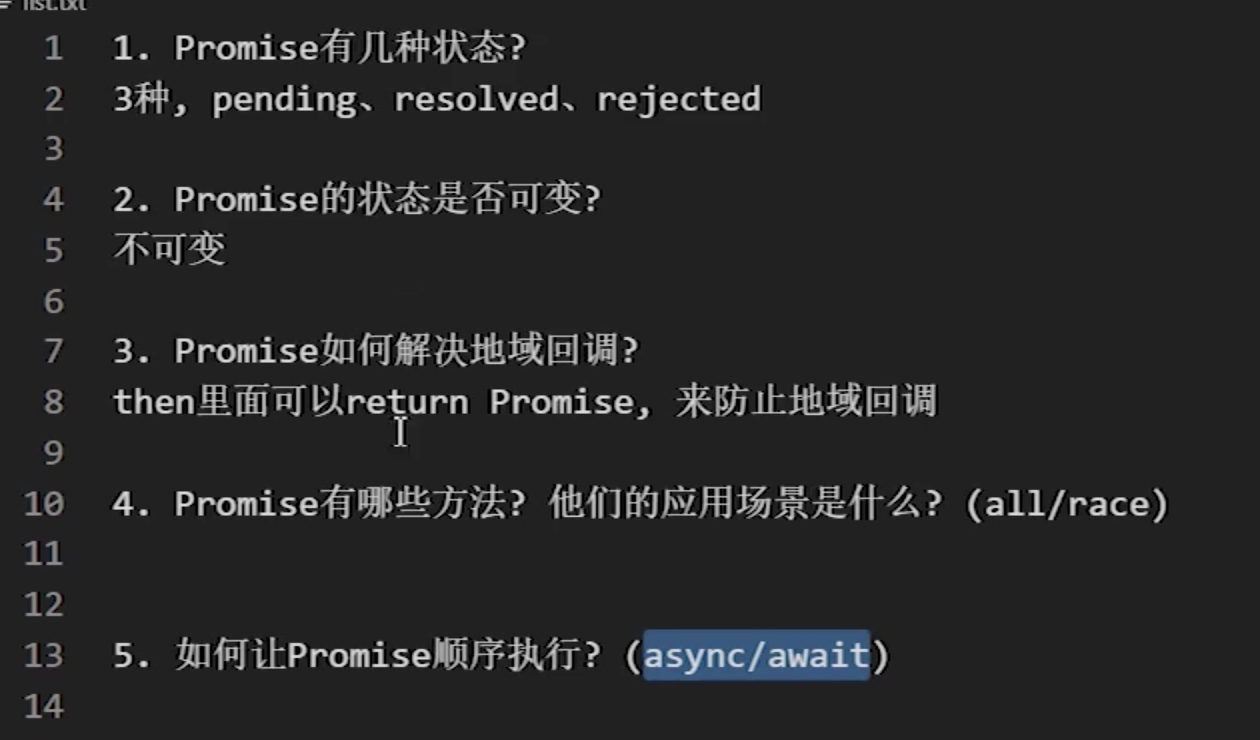 list.txt
1 1. Promise有几种状态?
2 3种, pending、resolved、rejected
3
4 2. Promise的状态是否可变?
5 不可变
6
7 3. Promise如何解决地域回调?
8 then里面可以return Promise, 来防止地域回调
9
10 4. Promise有哪些方法? 他们的应用场景是什么? (all/race)
11
12
13 5. 如何让Promise顺序执行? (async/await)
14